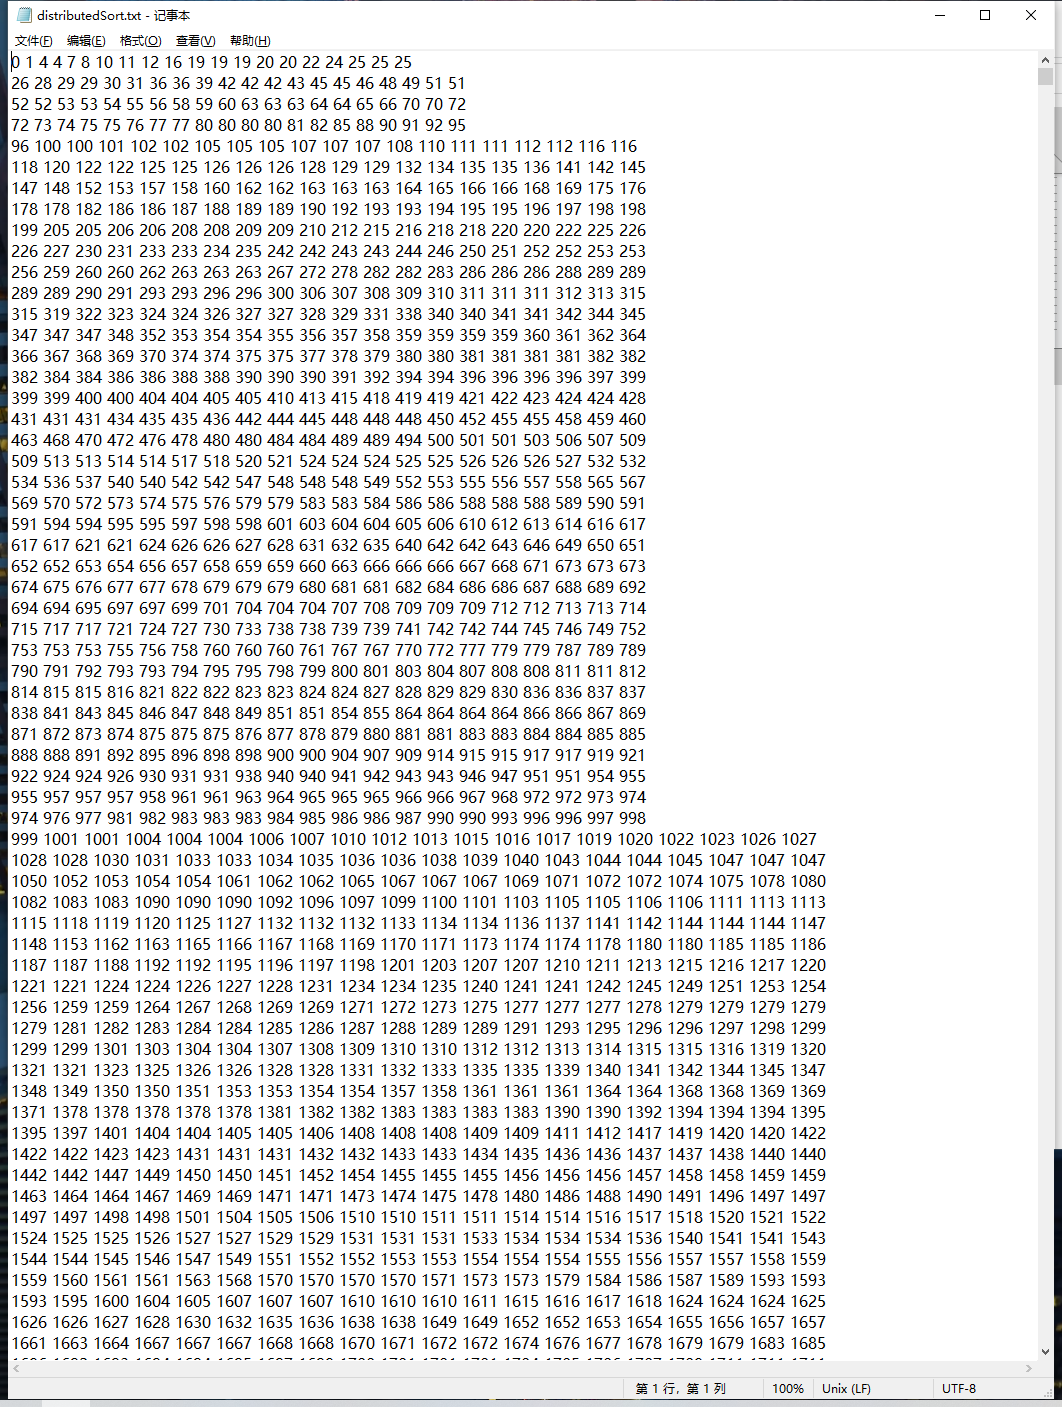 distributedSort.txt - 记事本
文件(F) 编辑(E) 格式(O) 查看(V) 帮助(H)
0 1 4 4 7 8 10 11 12 16 19 19 19 20 20 22 24 25 25 25
26 28 29 29 30 31 36 36 39 42 42 42 43 45 45 46 48 49 51 51
52 52 53 53 54 55 56 58 59 60 63 63 63 64 64 65 66 70 70 72
72 73 74 75 75 76 77 77 80 80 80 80 81 82 85 88 90 91 92 95
96 100 100 101 102 102 105 105 105 107 107 107 108 110 111 111 112 112 116 116
118 120 122 122 125 125 126 126 126 128 129 129 132 134 135 135 136 141 142 145
147 148 152 153 157 158 160 162 162 163 163 163 164 165 166 166 168 169 175 176
178 178 182 186 186 187 188 189 189 190 192 193 193 194 195 195 196 197 198 198
199 205 205 206 206 208 208 209 209 210 212 215 216 218 218 220 220 222 225 226
226 227 230 231 233 233 234 235 242 242 243 243 244 246 250 251 252 252 253 253
256 259 260 260 262 263 263 263 267 272 278 282 282 283 286 286 286 288 289 289
289 289 290 291 293 293 296 296 300 306 307 308 309 310 311 311 311 312 313 315
315 319 322 323 324 324 326 327 327 328 329 331 338 340 340 341 341 342 344 345
347 347 347 348 352 353 354 354 355 356 357 358 359 359 359 359 360 361 362 364
366 367 368 369 370 374 374 375 375 377 378 379 380 380 381 381 381 381 382 382
382 384 384 386 386 388 388 390 390 390 391 392 394 394 396 396 396 396 397 399
399 399 400 400 404 404 405 405 410 413 415 418 419 419 421 422 423 424 424 428
431 431 431 434 435 435 436 442 444 445 448 448 448 450 452 455 455 458 459 460
463 468 470 472 476 478 480 480 484 484 489 489 494 500 501 501 503 506 507 509
509 513 513 514 514 517 518 520 521 524 524 524 525 525 526 526 526 527 532 532
534 536 537 540 540 542 542 547 548 548 548 549 552 553 555 556 557 558 565 567
569 570 572 573 574 575 576 579 579 583 583 584 586 586 588 588 588 589 590 591
591 594 594 595 595 597 598 598 601 603 604 604 605 606 610 612 613 614 616 617
617 617 621 621 624 626 626 627 628 631 632 635 640 642 642 643 646 649 650 651
652 652 653 654 656 657 658 659 659 660 663 666 666 666 667 668 671 673 673 673
674 675 676 677 677 678 679 679 679 680 681 681 682 684 686 686 687 688 689 692
694 694 695 697 697 699 701 704 704 704 707 708 709 709 709 712 712 713 713 714
715 717 717 721 724 727 730 733 738 738 739 739 741 742 742 744 745 746 749 752
753 753 753 755 756 758 760 760 760 761 767 767 770 772 777 779 779 787 789 789
790 791 792 793 793 794 795 795 798 799 800 801 803 804 807 808 808 811 811 812
814 815 815 816 821 822 822 823 823 824 824 827 828 829 829 830 836 836 837 837
838 841 843 845 846 847 848 849 851 851 854 855 864 864 864 864 866 866 867 869
871 872 873 874 875 875 875 876 877 878 879 880 881 881 883 883 884 884 885 885
888 888 891 892 895 896 898 898 900 900 904 907 909 914 915 915 917 917 919 921
922 924 924 926 930 931 931 938 940 940 941 942 943 943 946 947 951 951 954 955
955 957 957 957 958 961 961 963 964 965 965 965 966 966 967 968 972 972 973 974
974 976 977 981 982 983 983 983 984 985 986 986 987 990 990 993 996 996 997 998
999 1001 1001 1004 1004 1004 1006 1007 1010 1012 1013 1015 1016 1017 1019 1020 1022 1023 1026 1027
1028 1028 1030 1031 1033 1033 1034 1035 1036 1036 1038 1039 1040 1043 1044 1044 1045 1047 1047 1047
1050 1052 1053 1054 1054 1061 1062 1062 1065 1067 1067 1067 1069 1071 1072 1072 1074 1075 1078 1080
1082 1083 1083 1090 1090 1090 1092 1096 1097 1099 1100 1101 1103 1105 1105 1106 1106 1111 1113 1113
1115 1118 1119 1120 1125 1127 1132 1132 1132 1133 1134 1134 1136 1137 1141 1142 1144 1144 1144 1147
1148 1153 1162 1163 1165 1166 1167 1168 1169 1170 1171 1173 1174 1174 1178 1180 1180 1185 1185 1186
1187 1187 1188 1192 1192 1195 1196 1197 1198 1201 1203 1207 1207 1210 1211 1213 1215 1216 1217 1220
1221 1221 1224 1224 1226 1227 1228 1231 1234 1234 1235 1240 1241 1241 1242 1245 1249 1251 1253 1254
1256 1259 1259 1264 1267 1268 1269 1269 1271 1272 1273 1275 1277 1277 1277 1278 1279 1279 1279 1279
1279 1281 1282 1283 1284 1284 1285 1286 1287 1288 1289 1289 1291 1293 1295 1296 1296 1297 1298 1299
1299 1299 1301 1303 1304 1304 1307 1308 1309 1310 1310 1312 1312 1313 1314 1315 1315 1316 1319 1320
1321 1321 1323 1325 1326 1326 1328 1328 1331 1332 1333 1335 1335 1339 1340 1341 1342 1344 1345 1347
1348 1349 1350 1350 1351 1353 1353 1354 1354 1357 1358 1361 1361 1361 1364 1364 1368 1368 1369 1369
1371 1378 1378 1378 1378 1378 1381 1382 1382 1383 1383 1383 1383 1390 1390 1392 1394 1394 1394 1395
1395 1397 1401 1404 1404 1405 1405 1406 1408 1408 1408 1409 1409 1411 1412 1417 1419 1420 1420 1422
1422 1422 1423 1423 1431 1431 1431 1432 1432 1433 1433 1434 1435 1436 1436 1437 1437 1438 1440 1440
1442 1442 1447 1449 1450 1450 1451 1452 1454 1455 1455 1455 1456 1456 1456 1457 1458 1458 1459 1459
1463 1464 1464 1467 1469 1469 1471 1471 1473 1474 1475 1478 1480 1486 1488 1490 1491 1496 1497 1497
1497 1497 1498 1498 1501 1504 1505 1506 1510 1510 1511 1511 1514 1514 1516 1517 1518 1520 1521 1522
1524 1525 1525 1526 1527 1527 1529 1529 1531 1531 1531 1533 1534 1534 1534 1536 1540 1541 1541 1543
1544 1544 1545 1546 1547 1549 1551 1552 1552 1553 1553 1554 1554 1554 1555 1556 1557 1557 1558 1559
1559 1560 1561 1561 1563 1568 1570 1570 1570 1570 1571 1573 1573 1579 1584 1586 1587 1589 1593 1593
1593 1595 1600 1604 1605 1607 1607 1607 1610 1610 1610 1611 1615 1616 1617 1618 1624 1624 1624 1625
1626 1626 1627 1628 1630 1632 1635 1636 1638 1638 1649 1649 1652 1652 1653 1654 1655 1656 1657 1657
1661 1663 1664 1667 1667 1667 1668 1668 1670 1671 1672 1672 1674 1676 1677 1678 1679 1679 1683 1685
第 1 行，第 1 列 100% Unix (LF) UTF-8